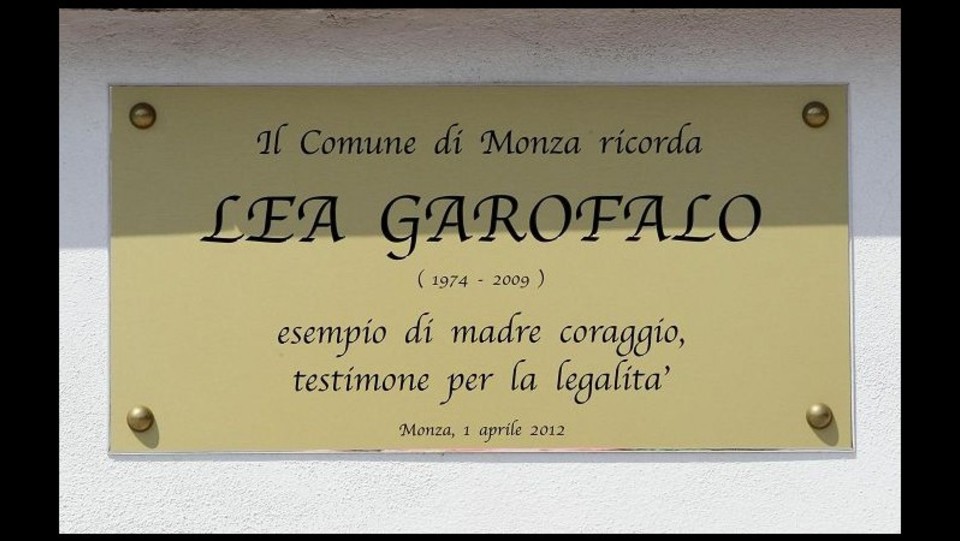 Il Comune di Monza ricorda
LEA GAROFALO
( 1974 - 2009 )
esempio di madre coraggio,
testimone per la legalita'
Monza, 1 aprile 2012